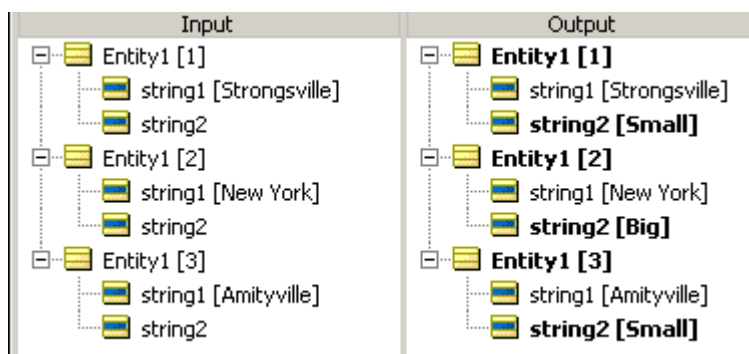 Input Output
Entity1 [1] Entity1 [1]
string1 [Strongsville] string1 [Strongsville]
string2 string2 [Small]
Entity1 [2] Entity1 [2]
string1 [New York] string1 [New York]
string2 string2 [Big]
Entity1 [3] Entity1 [3]
string1 [Amityville] string1 [Amityville]
string2 string2 [Small]